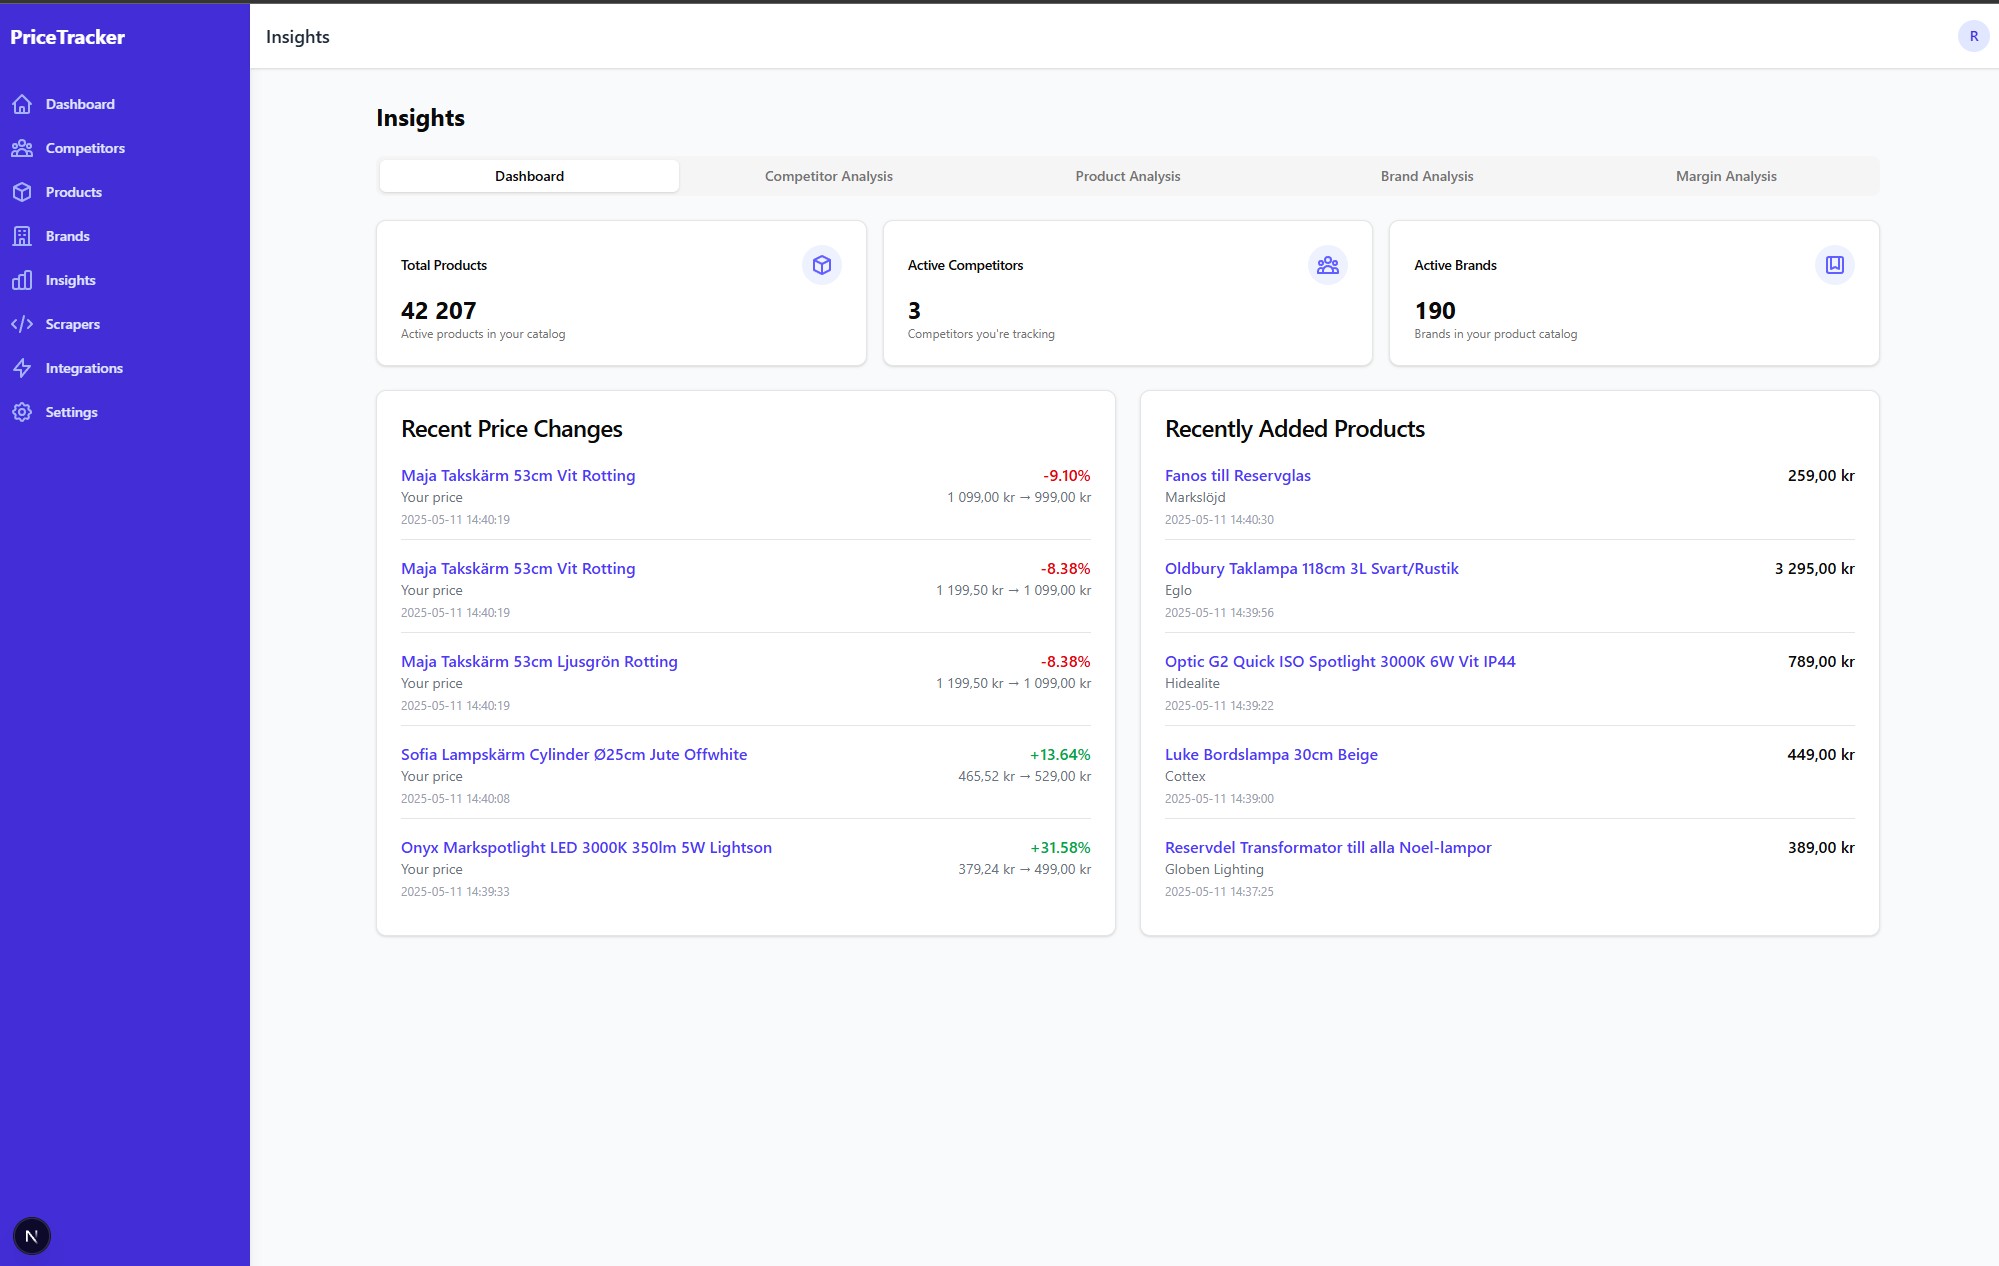 PriceTracker
Dashboard
Competitors
Products
Brands
Insights
Scrapers
Integrations
Settings
N
Insights
R
Insights
Dashboard
Competitor Analysis
Product Analysis
Brand Analysis
Margin Analysis
Total Products
42 207
Active products in your catalog
Active Competitors
3
Competitors you're tracking
Active Brands
190
Brands in your product catalog
Recent Price Changes
Maja Takskärm 53cm Vit Rotting -9.10%
Your price 1 099,00 kr → 999,00 kr
2025-05-11 14:40:19
Maja Takskärm 53cm Vit Rotting -8.38%
Your price 1 199,50 kr → 1 099,00 kr
2025-05-11 14:40:19
Maja Takskärm 53cm Ljusgrön Rotting -8.38%
Your price 1 199,50 kr → 1 099,00 kr
2025-05-11 14:40:19
Sofia Lampskärm Cylinder Ø25cm Jute Offwhite +13.64%
Your price 465,52 kr → 529,00 kr
2025-05-11 14:40:08
Onyx Markspotlight LED 3000K 350lm 5W Lightson +31.58%
Your price 379,24 kr → 499,00 kr
2025-05-11 14:39:33
Recently Added Products
Fanos till Reservglas 259,00 kr
Markslöjd
2025-05-11 14:40:30
Oldbury Taklampa 118cm 3L Svart/Rustik 3 295,00 kr
Eglo
2025-05-11 14:39:56
Optic G2 Quick ISO Spotlight 3000K 6W Vit IP44 789,00 kr
Hidealite
2025-05-11 14:39:22
Luke Bordslampa 30cm Beige 449,00 kr
Cottex
2025-05-11 14:39:00
Reservdel Transformator till alla Noel-lampor 389,00 kr
Globen Lighting
2025-05-11 14:37:25